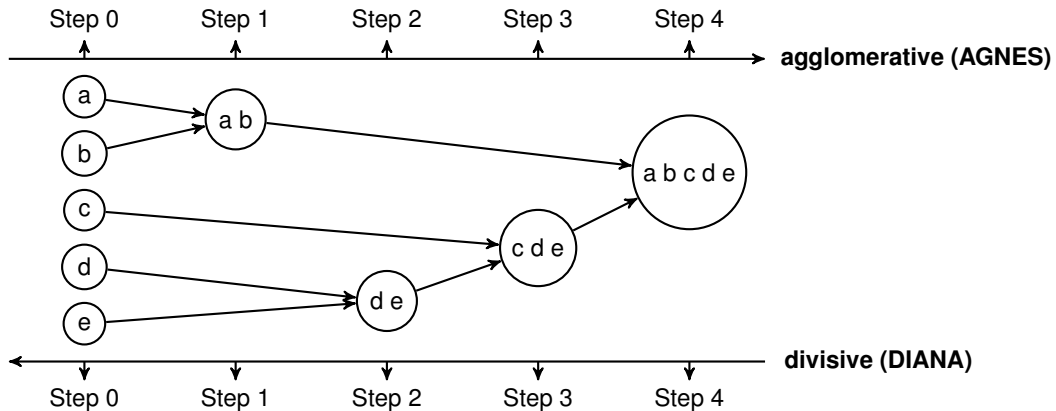 Step 0 Step 1 Step 2 Step 3 Step 4
agglomerative (AGNES)
a
a b
b
a b c d e
c
c d e
d
d e
e
divisive (DIANA)
Step 0 Step 1 Step 2 Step 3 Step 4